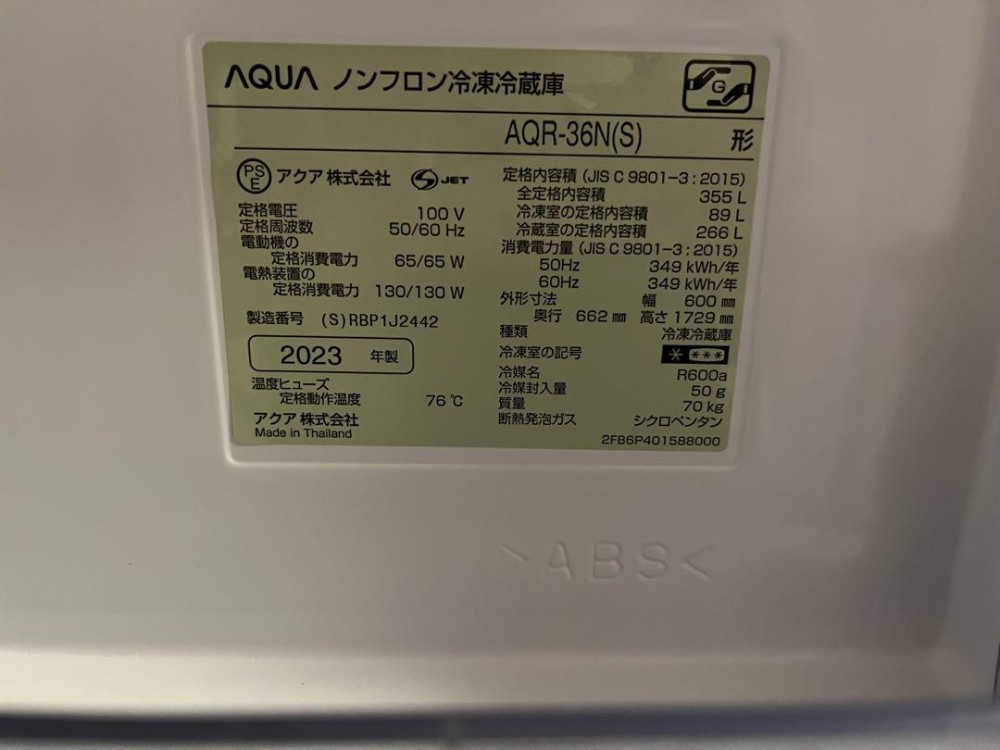 AQUA ノンフロン冷凍冷蔵庫
G
AQR-36N(S) 形
PS
E
アクア 株式会社
S JET
定格電圧 100 V
定格周波数 50/60 Hz
電動機の
定格消費電力 65/65 W
電熱装置の
定格消費電力 130/130 W
製造番号 (S)RBP1J2442
2023 年製
温度ヒューズ
定格動作温度 76 ℃
アクア 株式会社
Made in Thailand
定格内容積 (JIS C 9801-3 : 2015)
全定格内容積 355 L
冷凍室の定格内容積 89 L
冷蔵室の定格内容積 266 L
消費電力量 (JIS C 9801-3 : 2015)
50Hz 349 kWh/年
60Hz 349 kWh/年
外形寸法 幅 600 ㎜
奥行 662 ㎜ 高さ 1729 ㎜
種類 冷凍冷蔵庫
冷凍室の記号 * ***
冷媒名 R600a
冷媒封入量 50 g
質量 70 kg
断熱発泡ガス シクロペンタン
2FB6P401588000
>ABS<